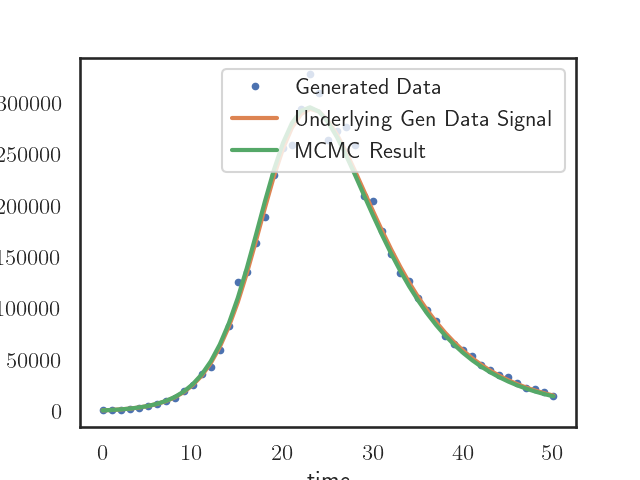 Generated Data
Underlying Gen Data Signal
MCMC Result
300000
250000
200000
150000
100000
50000
0
0 10 20 30 40 50
time